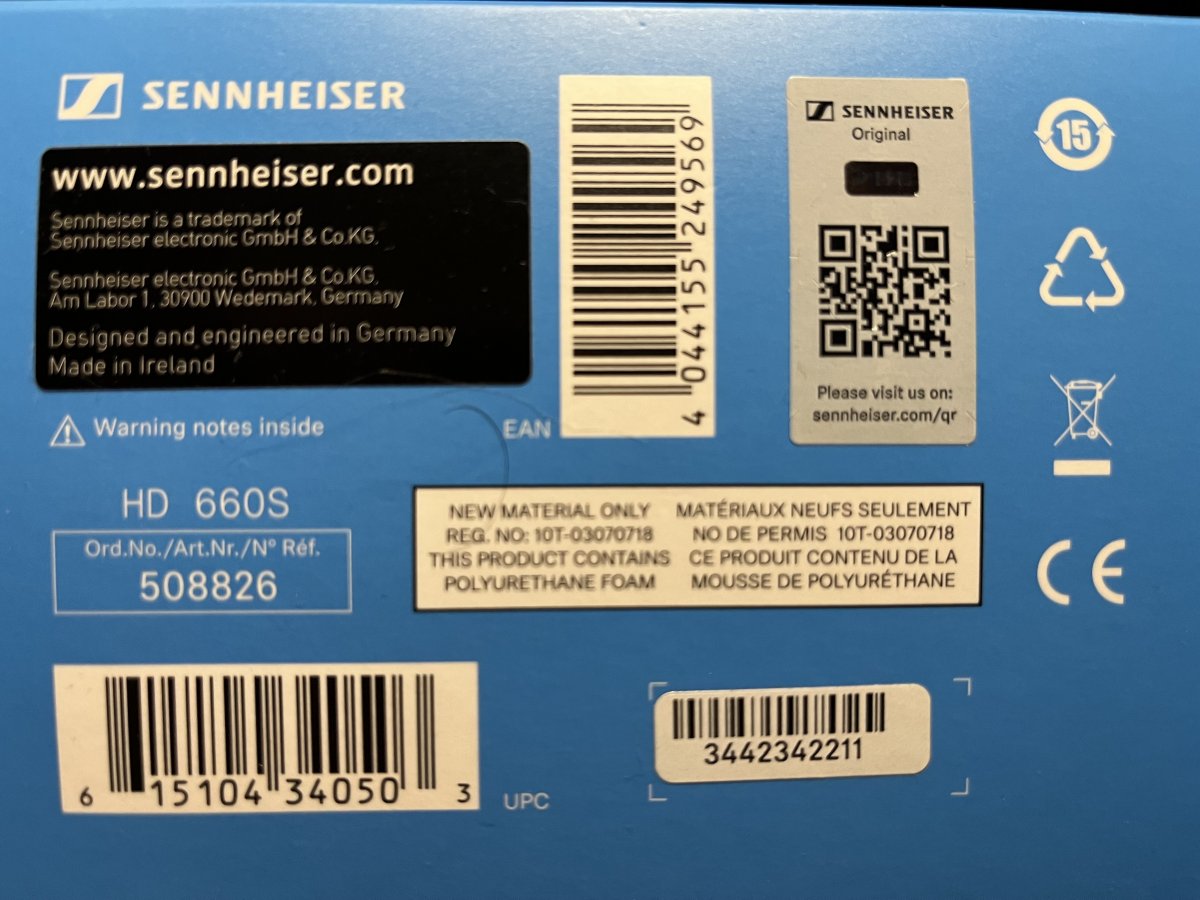 SENNHEISER
www.sennheiser.com
Sennheiser is a trademark of
Sennheiser electronic GmbH & Co.KG.
Sennheiser electronic GmbH & Co.KG.
Am Labor 1, 30900 Wedemark, Germany
Designed and engineered in Germany
Made in Ireland
Warning notes inside
EAN
4 044155 249569
SENNHEISER
Original
Please visit us on:
sennheiser.com/qr
15
HD 660S
Ord.No./Art.Nr./N° Réf.
508826
NEW MATERIAL ONLY
REG. NO: 10T-03070718
THIS PRODUCT CONTAINS
POLYURETHANE FOAM
MATÉRIAUX NEUFS SEULEMENT
NO DE PERMIS 10T-03070718
CE PRODUIT CONTENU DE LA
MOUSSE DE POLYURÉTHANE
CE
6 15104 34050 3
UPC
3442342211